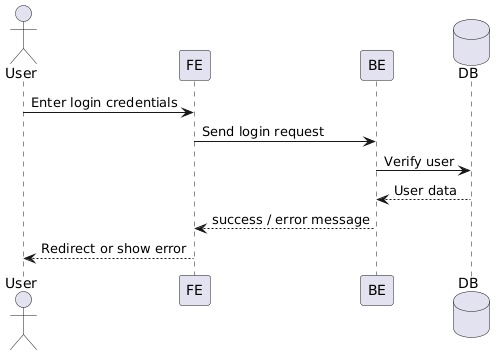 User
FE
BE
DB
Enter login credentials
Send login request
Verify user
User data
success / error message
Redirect or show error
User
FE
BE
DB